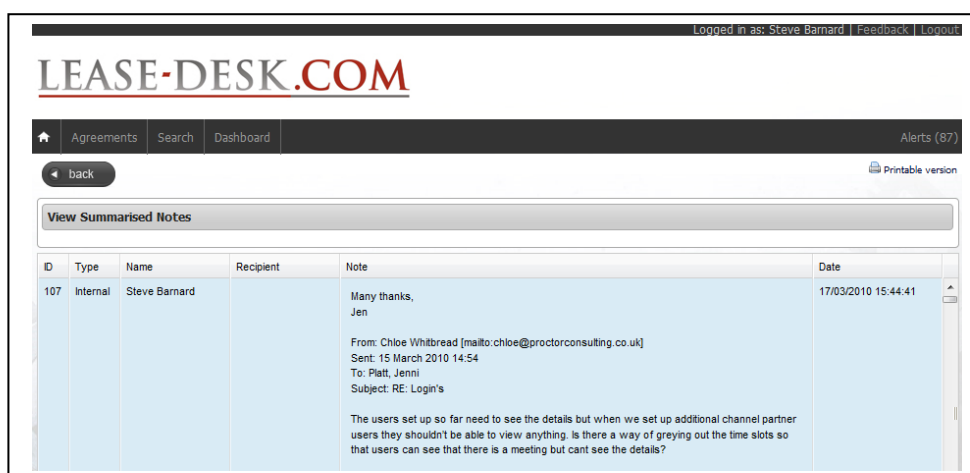 Logged in as: Steve Barnard | Feedback | Logout
LEASE-DESK.COM
Agreements Search Dashboard Alerts (87)
back Printable version
View Summarised Notes
ID Type Name Recipient Note Date
107 Internal Steve Barnard Many thanks, 17/03/2010 15:44:41
Jen
From: Chloe Whitbread [mailto:chloe@proctorconsulting.co.uk]
Sent: 15 March 2010 14:54
To: Platt, Jenni
Subject: RE: Login's
The users set up so far need to see the details but when we set up additional channel partner
users they shouldn't be able to view anything. Is there a way of greying out the time slots so
that users can see that there is a meeting but cant see the details?